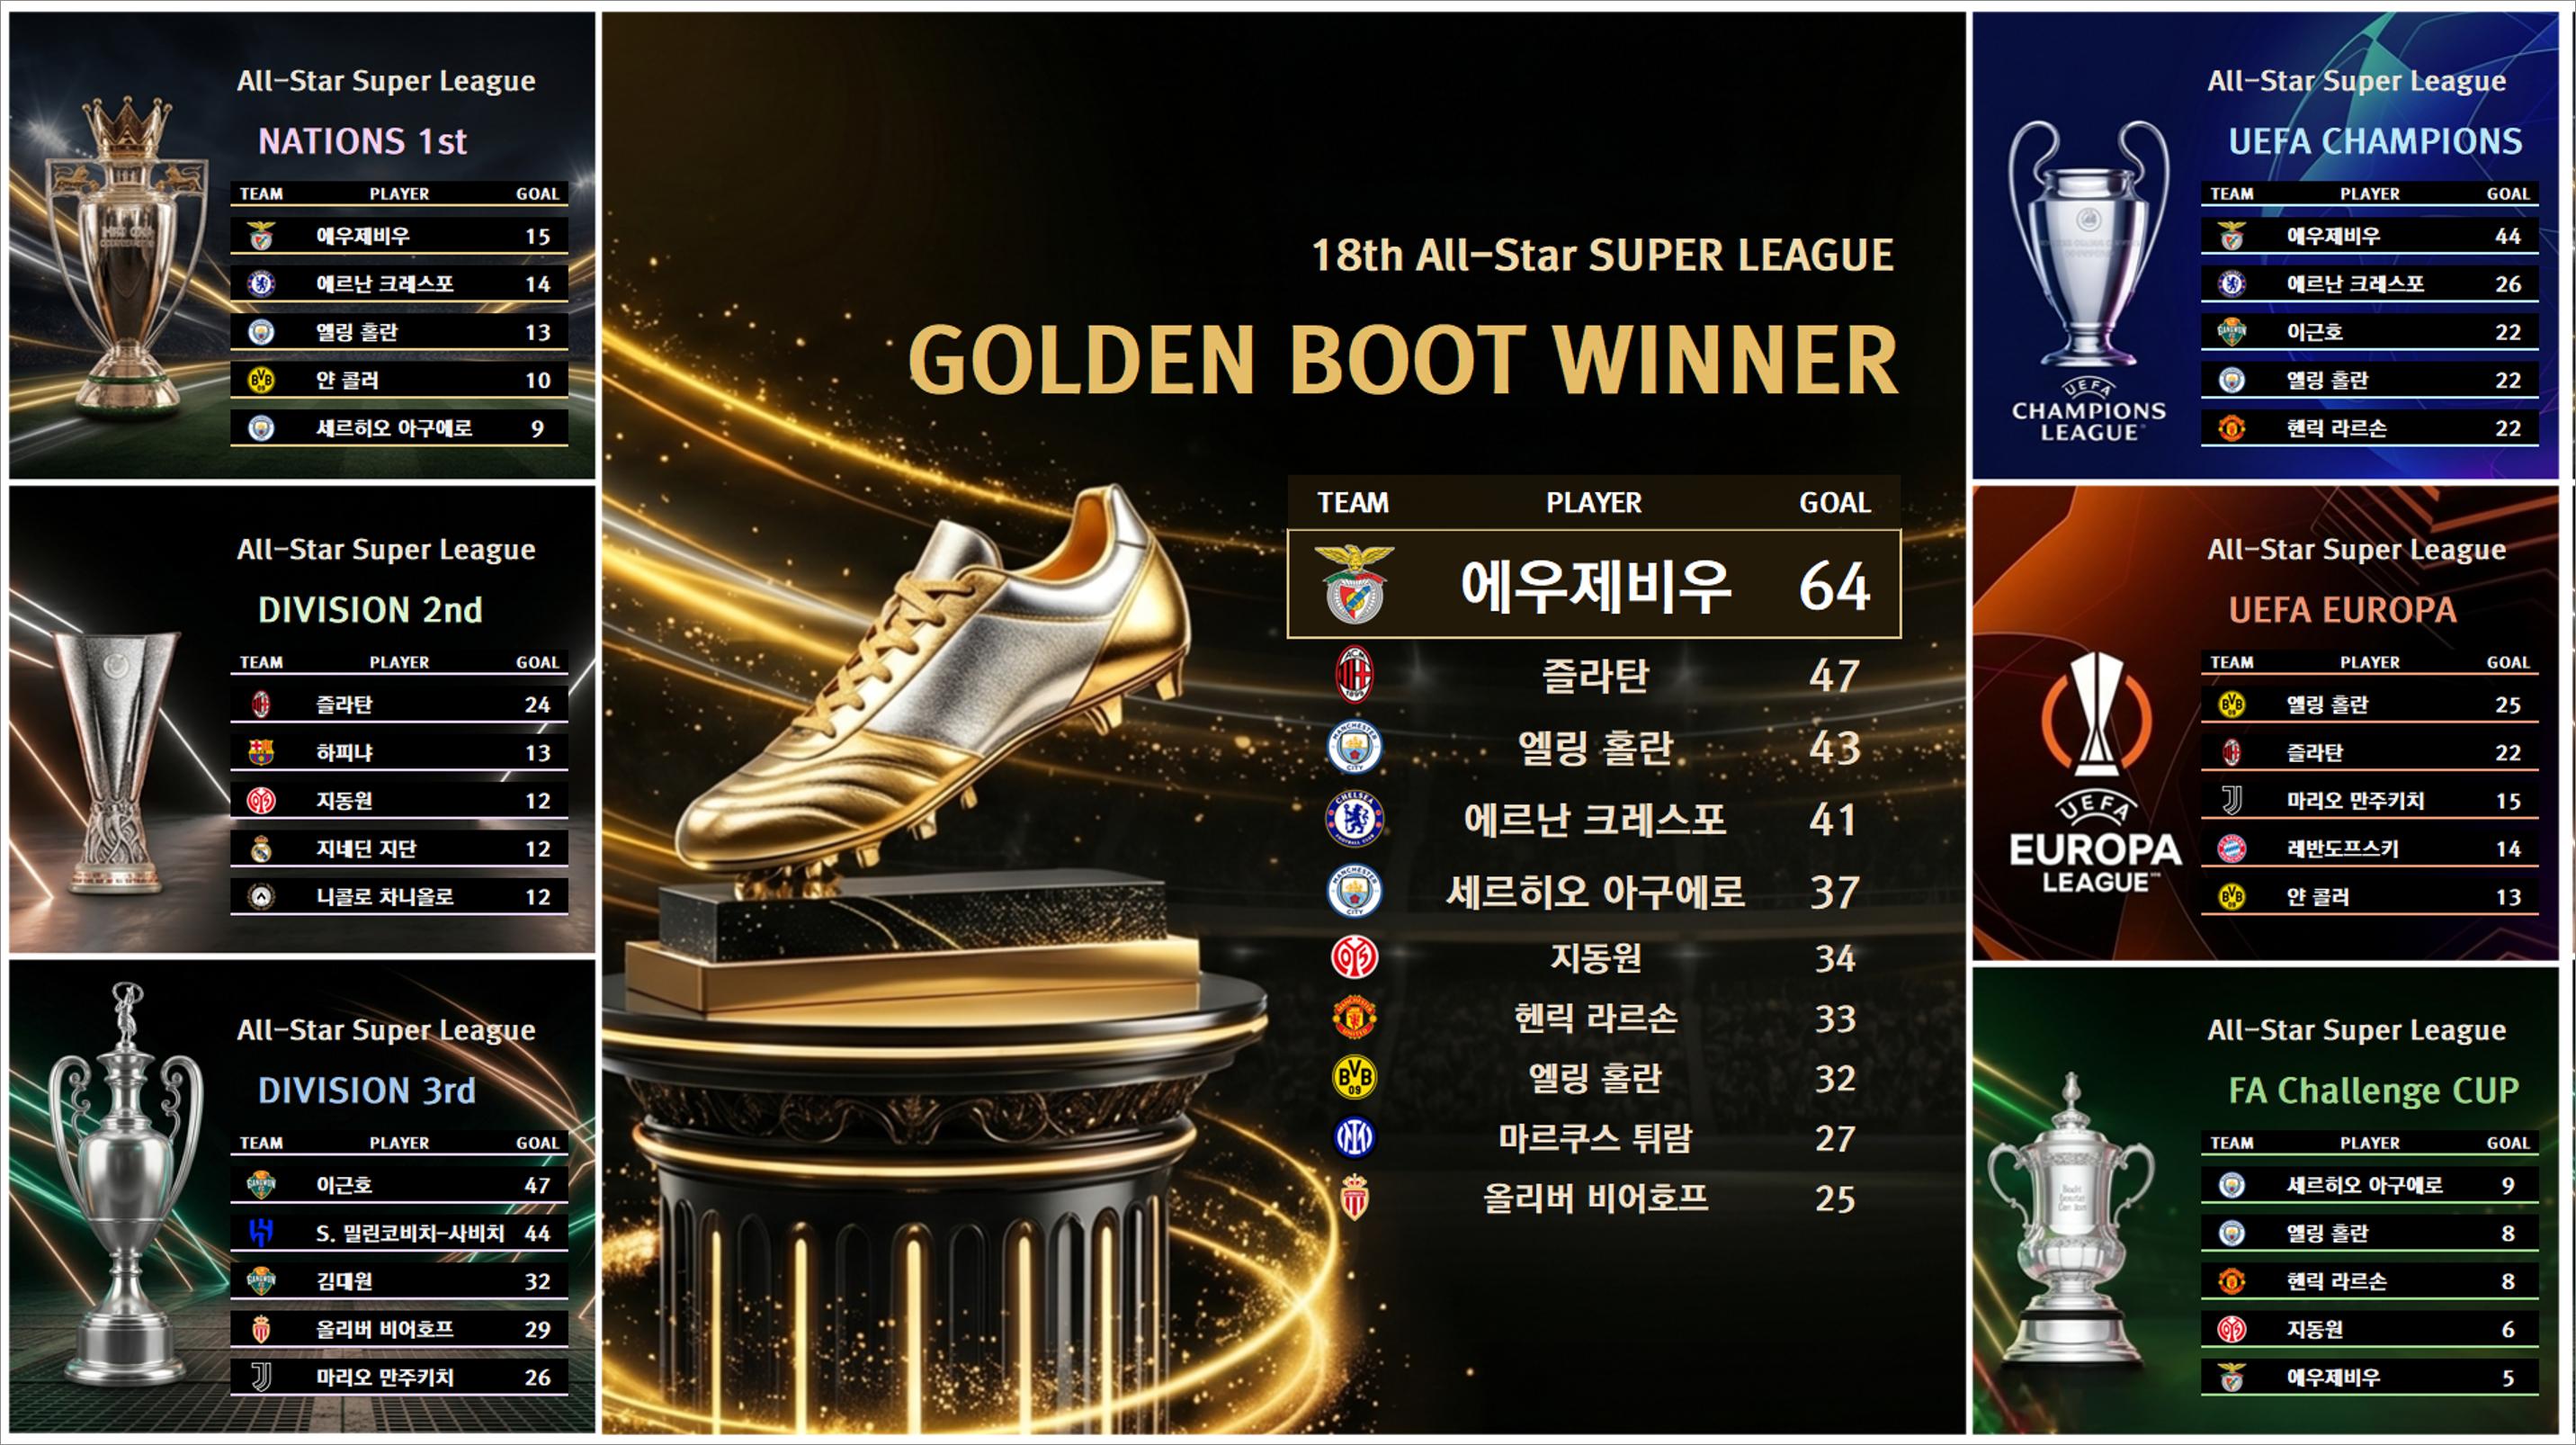 All-Star Super League
NATIONS 1st
TEAM PLAYER GOAL
에우제비우 15
에르난 크레스포 14
엘링 홀란 13
얀 콜러 10
세르히오 아구에로 9
All-Star Super League
DIVISION 2nd
TEAM PLAYER GOAL
즐라탄 24
하피냐 13
지동원 12
지네딘 지단 12
니콜로 차니올로 12
All-Star Super League
DIVISION 3rd
TEAM PLAYER GOAL
이근호 47
S. 밀린코비치-사비치 44
김대원 32
올리버 비어호프 29
마리오 만주키치 26
18th All-Star SUPER LEAGUE
GOLDEN BOOT WINNER
TEAM PLAYER GOAL
에우제비우 64
즐라탄 47
엘링 홀란 43
에르난 크레스포 41
세르히오 아구에로 37
지동원 34
헨릭 라르손 33
BVB 09 엘링 홀란 32
마르쿠스 튀람 27
올리버 비어호프 25
All-Star Super League
UEFA CHAMPIONS
TEAM PLAYER GOAL
에우제비우 44
에르난 크레스포 26
이근호 22
엘링 홀란 22
헨릭 라르손 22
UEFA
CHAMPIONS
LEAGUE
All-Star Super League
UEFA EUROPA
TEAM PLAYER GOAL
엘링 홀란 25
즐라탄 22
마리오 만주키치 15
레반도프스키 14
얀 콜러 13
UEFA
EUROPA
LEAGUE
All-Star Super League
FA Challenge CUP
TEAM PLAYER GOAL
세르히오 아구에로 9
엘링 홀란 8
헨릭 라르손 8
지동원 6
에우제비우 5